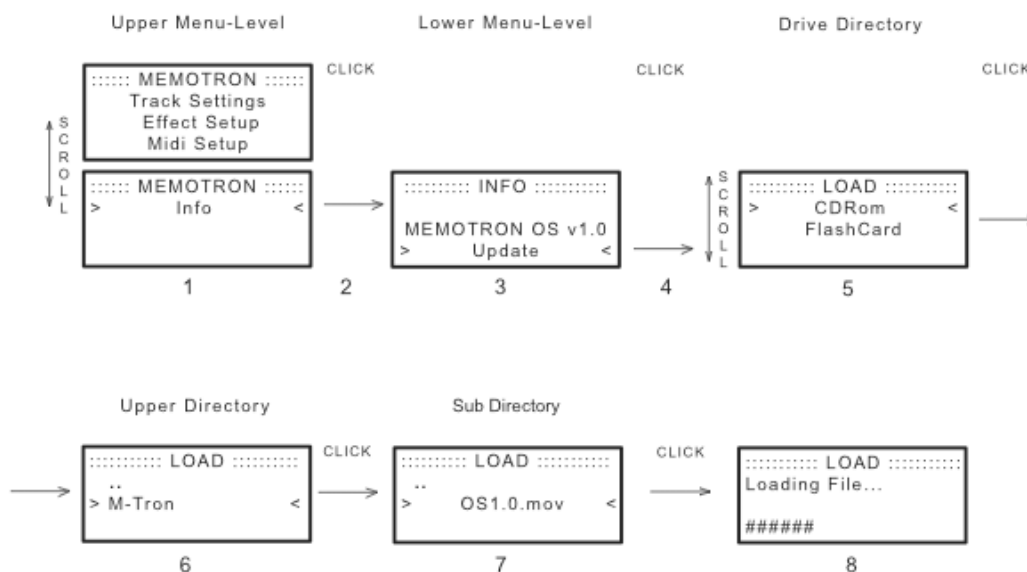 Upper Menu-Level
Lower Menu-Level
Drive Directory
:::::: MEMOTRON ::::::
Track Settings
Effect Setup
Midi Setup
CLICK
CLICK
CLICK
SCROLL
:::::: MEMOTRON ::::::
> Info <
:::::::::: INFO ::::::::::
MEMOTRON OS v1.0
> Update <
SCROLL
:::::::::: LOAD ::::::::::
> CDRom <
FlashCard
1
2
3
4
5
Upper Directory
Sub Directory
:::::::::: LOAD ::::::::::
..
> M-Tron <
CLICK
:::::::::: LOAD ::::::::::
..
> OS1.0.mov <
CLICK
:::::::::: LOAD ::::::::::
Loading File...
######
6
7
8